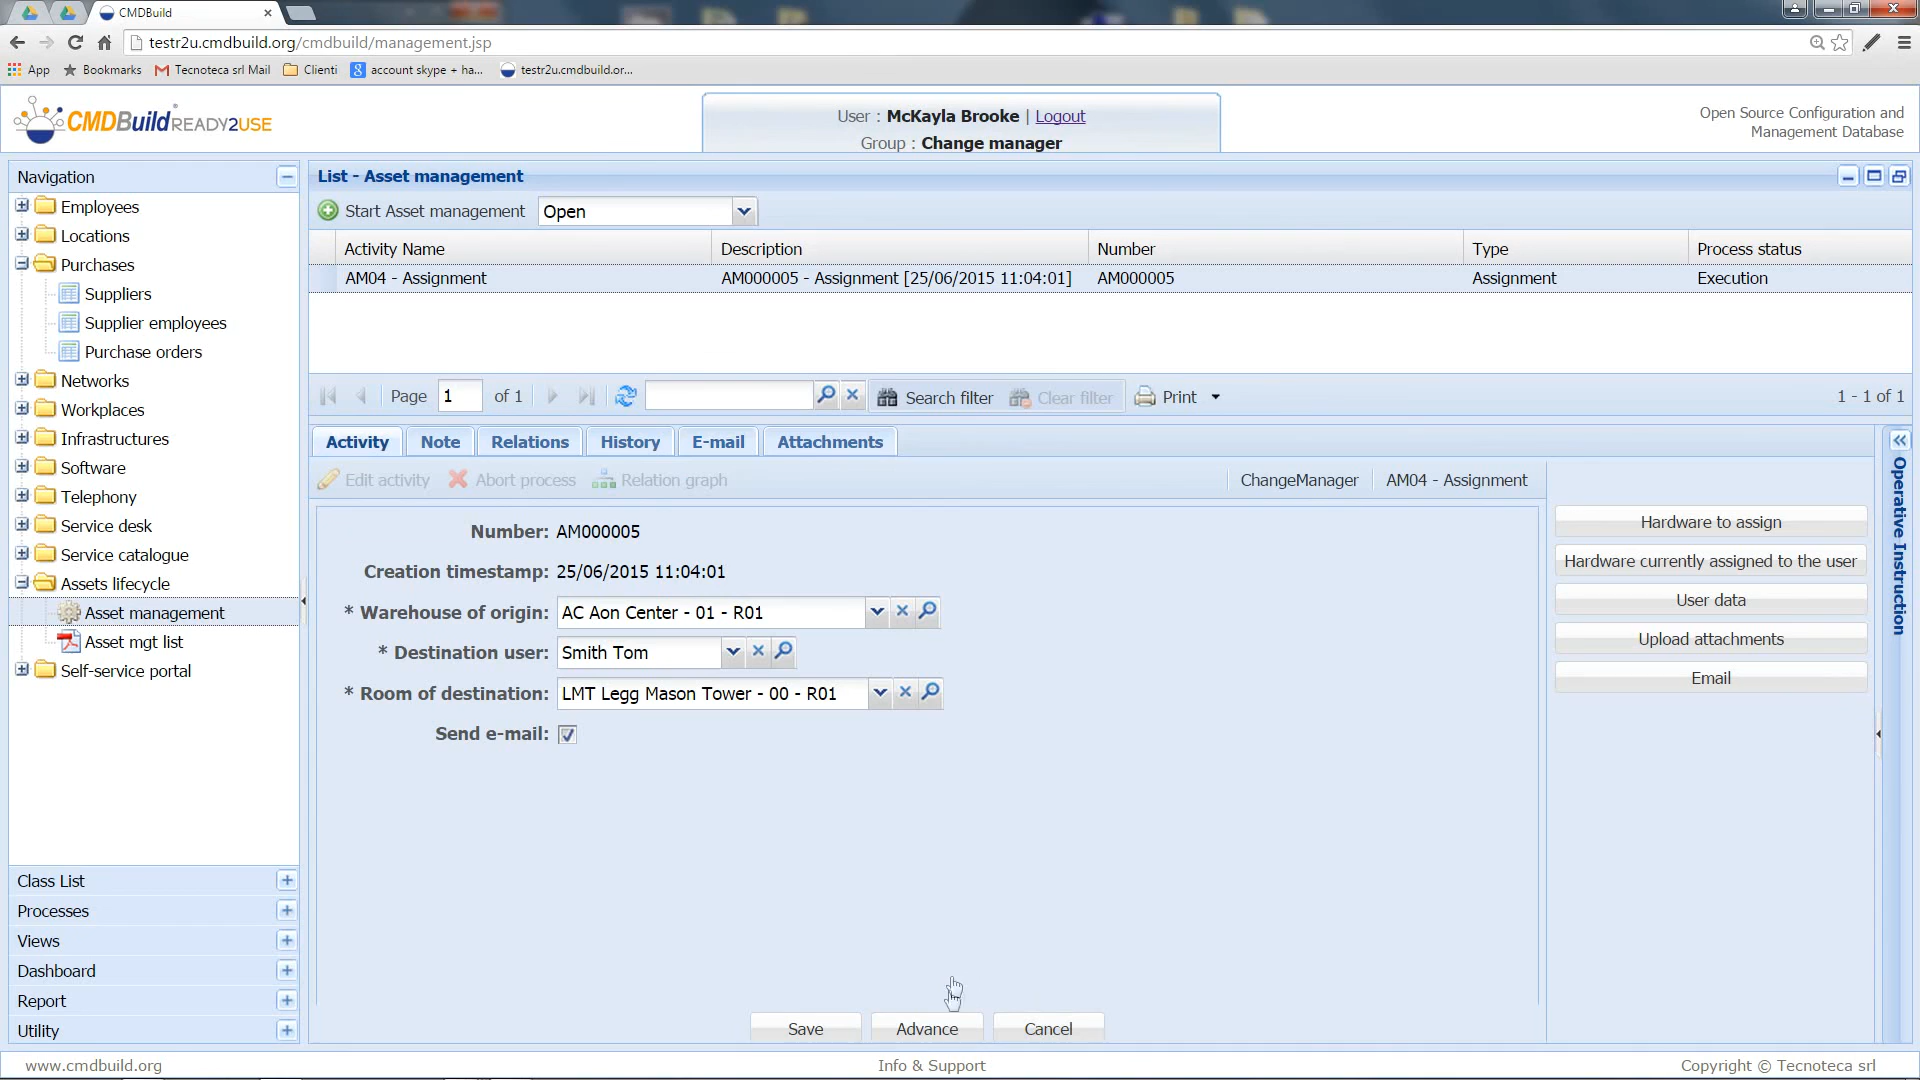 CMDBuild ×
testr2u.cmdbuild.org/cmdbuild/management.jsp
App Bookmarks Tecnoteca srl Mail Clienti account skype + ha... testr2u.cmdbuild.or...
CMDBuild READY2USE
User : McKayla Brooke | Logout
Group : Change manager
Open Source Configuration and
Management Database
Navigation
Employees
Locations
Purchases
Suppliers
Supplier employees
Purchase orders
Networks
Workplaces
Infrastructures
Software
Telephony
Service desk
Service catalogue
Assets lifecycle
Asset management
Asset mgt list
Self-service portal
Class List
Processes
Views
Dashboard
Report
Utility
List - Asset management
Start Asset management Open
Activity Name Description Number Type Process status
AM04 - Assignment AM000005 - Assignment [25/06/2015 11:04:01] AM000005 Assignment Execution
Page 1 of 1 Search filter Clear filter Print 1 - 1 of 1
Activity Note Relations History E-mail Attachments
Edit activity Abort process Relation graph ChangeManager AM04 - Assignment
Number: AM000005
Creation timestamp: 25/06/2015 11:04:01
* Warehouse of origin: AC Aon Center - 01 - R01
* Destination user: Smith Tom
* Room of destination: LMT Legg Mason Tower - 00 - R01
Send e-mail:
Hardware to assign
Hardware currently assigned to the user
User data
Upload attachments
Email
Operative Instruction
Save Advance Cancel
www.cmdbuild.org Info & Support Copyright © Tecnoteca srl